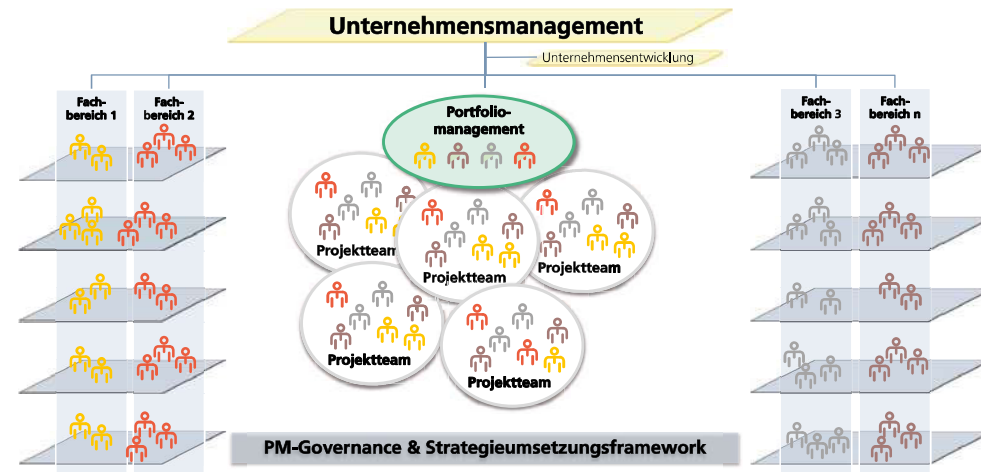 Unternehmensmanagement
Unternehmensentwicklung
Fach-
bereich 1
Fach-
bereich 2
Portfolio-
management
Fach-
bereich 3
Fach-
bereich n
Projektteam
Projektteam
Projektteam
Projektteam
Projektteam
PM-Governance & Strategieumsetzungsframework